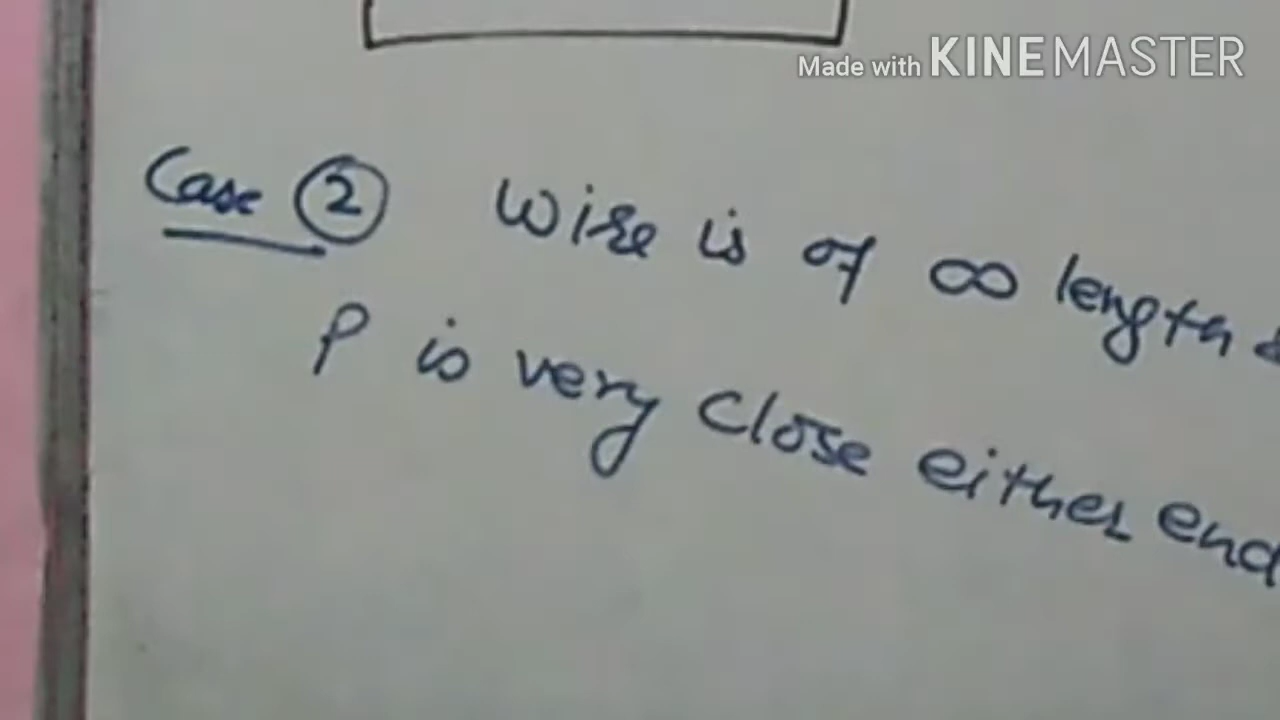 Made with KINEMASTER
Case 2 Wire is of ∞ length
P is very close either end